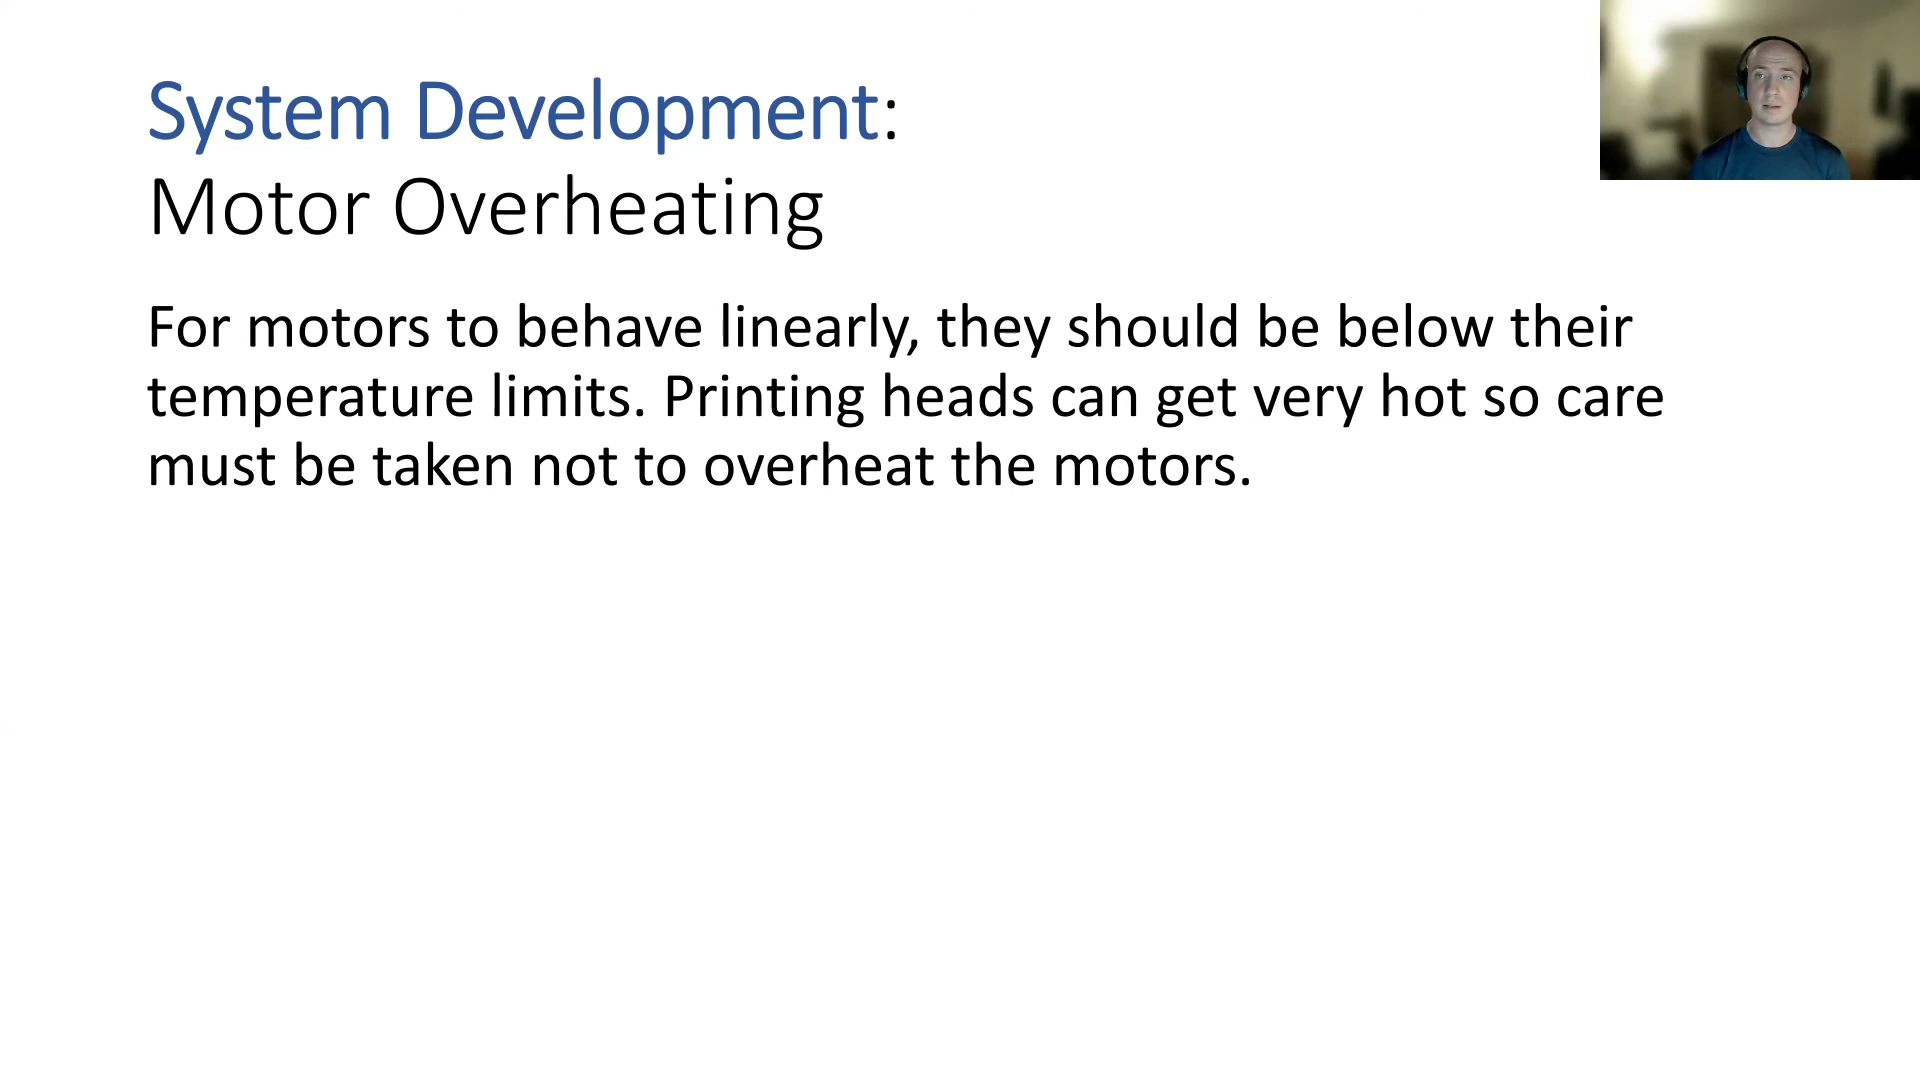 System Development:
Motor Overheating
For motors to behave linearly, they should be below their
temperature limits. Printing heads can get very hot so care
must be taken not to overheat the motors.